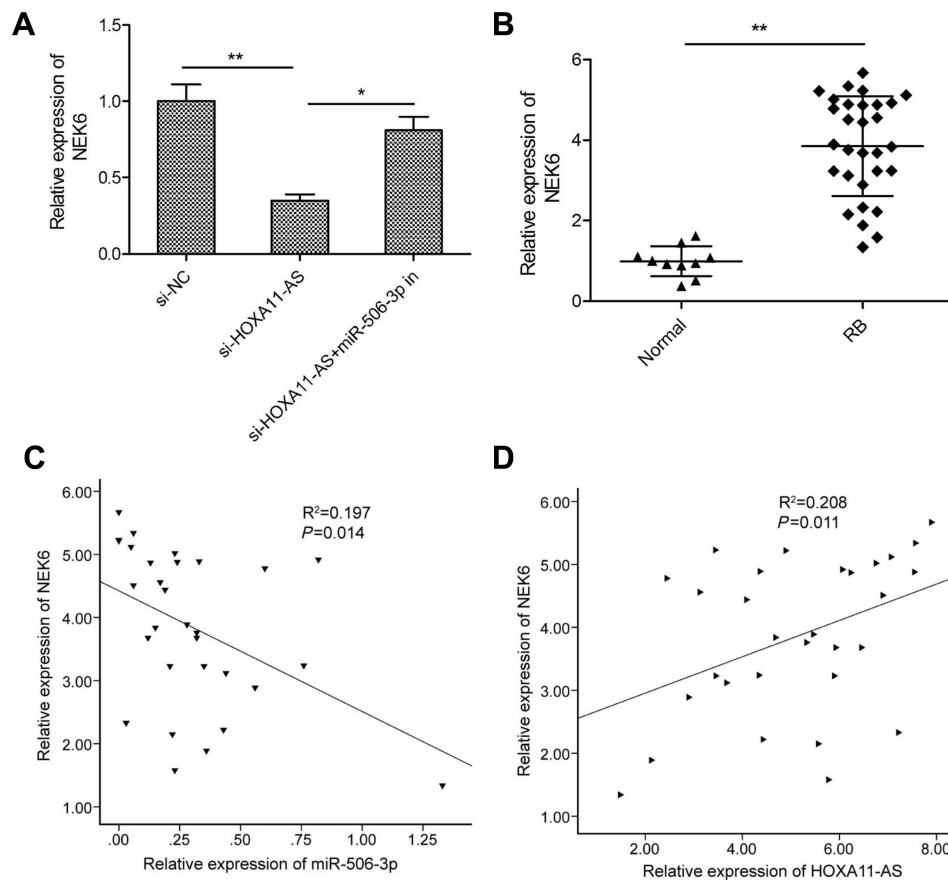 A
Relative expression of
NEK6
1.5
1.0
0.5
0.0
**
*
si-NC
si-HOXA11-AS
si-HOXA11-AS+miR-506-3p in
B
Relative expression of
NEK6
6
4
2
0
**
Normal
RB
C
Relative expression of NEK6
6.00
5.00
4.00
3.00
2.00
1.00
R²=0.197
P=0.014
.00
.25
.50
.75
1.00
1.25
Relative expression of miR-506-3p
D
Relative expression of NEK6
6.00
5.00
4.00
3.00
2.00
1.00
R²=0.208
P=0.011
2.00
4.00
6.00
8.00
Relative expression of HOXA11-AS